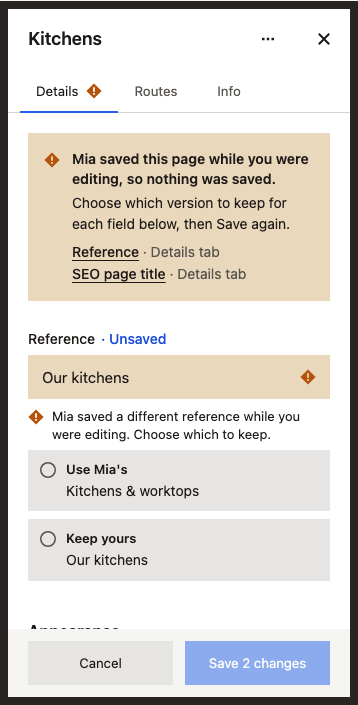 Kitchens
Details
Routes
Info
Mia saved this page while you were
editing, so nothing was saved.
Choose which version to keep for
each field below, then Save again.
Reference · Details tab
SEO page title · Details tab
Reference · Unsaved
Our kitchens
Mia saved a different reference while you
were editing. Choose which to keep.
Use Mia's
Kitchens & worktops
Keep yours
Our kitchens
Cancel
Save 2 changes